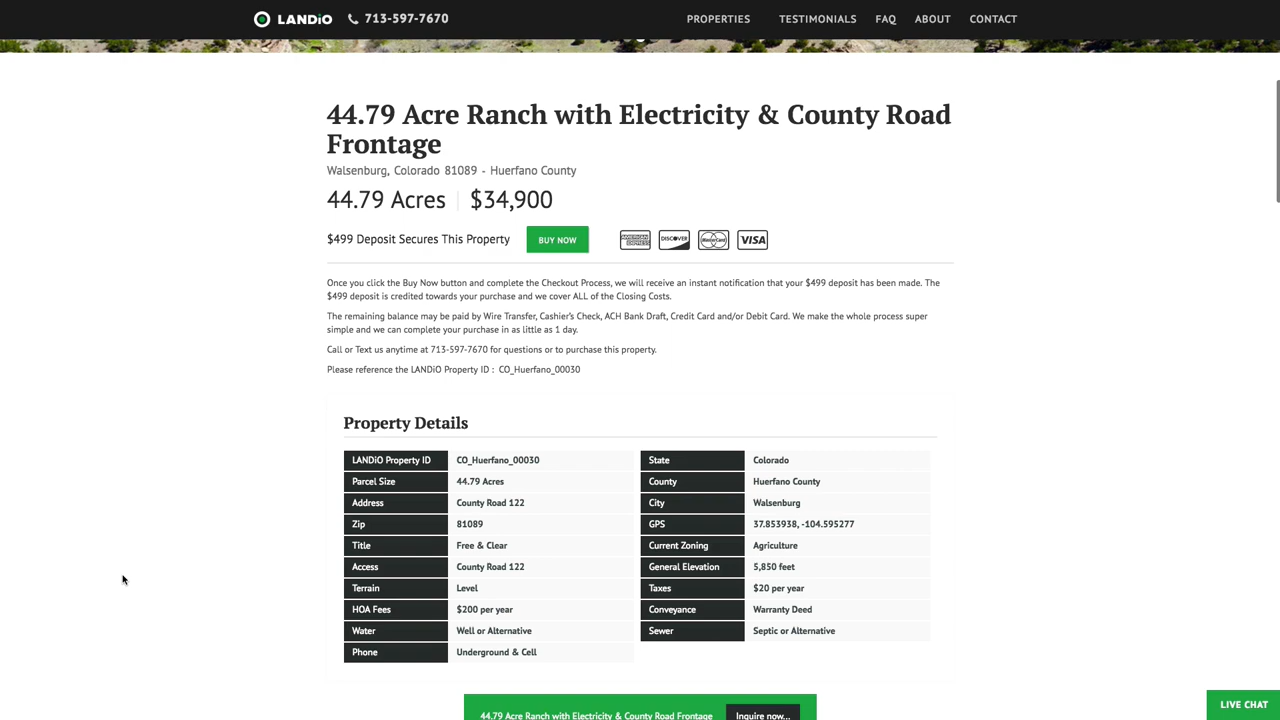 LANDiO 713-597-7670 PROPERTIES TESTIMONIALS FAQ ABOUT CONTACT
44.79 Acre Ranch with Electricity & County Road
Frontage
Walsenburg, Colorado 81089 - Huerfano County
44.79 Acres $34,900
$499 Deposit Secures This Property BUY NOW AMERICAN EXPRESS DISCOVER MasterCard VISA
Once you click the Buy Now button and complete the Checkout Process, we will receive an instant notification that your $499 deposit has been made. The
$499 deposit is credited towards your purchase and we cover ALL of the Closing Costs.
The remaining balance may be paid by Wire Transfer, Cashier's Check, ACH Bank Draft, Credit Card and/or Debit Card. We make the whole process super
simple and we can complete your purchase in as little as 1 day.
Call or Text us anytime at 713-597-7670 for questions or to purchase this property.
Please reference the LANDiO Property ID : CO_Huerfano_00030
Property Details
LANDiO Property ID CO_Huerfano_00030 State Colorado
Parcel Size 44.79 Acres County Huerfano County
Address County Road 122 City Walsenburg
Zip 81089 GPS 37.853938, -104.595277
Title Free & Clear Current Zoning Agriculture
Access County Road 122 General Elevation 5,850 feet
Terrain Level Taxes $20 per year
HOA Fees $200 per year Conveyance Warranty Deed
Water Well or Alternative Sewer Septic or Alternative
Phone Underground & Cell
44.79 Acre Ranch with Electricity & County Road Frontage Inquire now...
LIVE CHAT